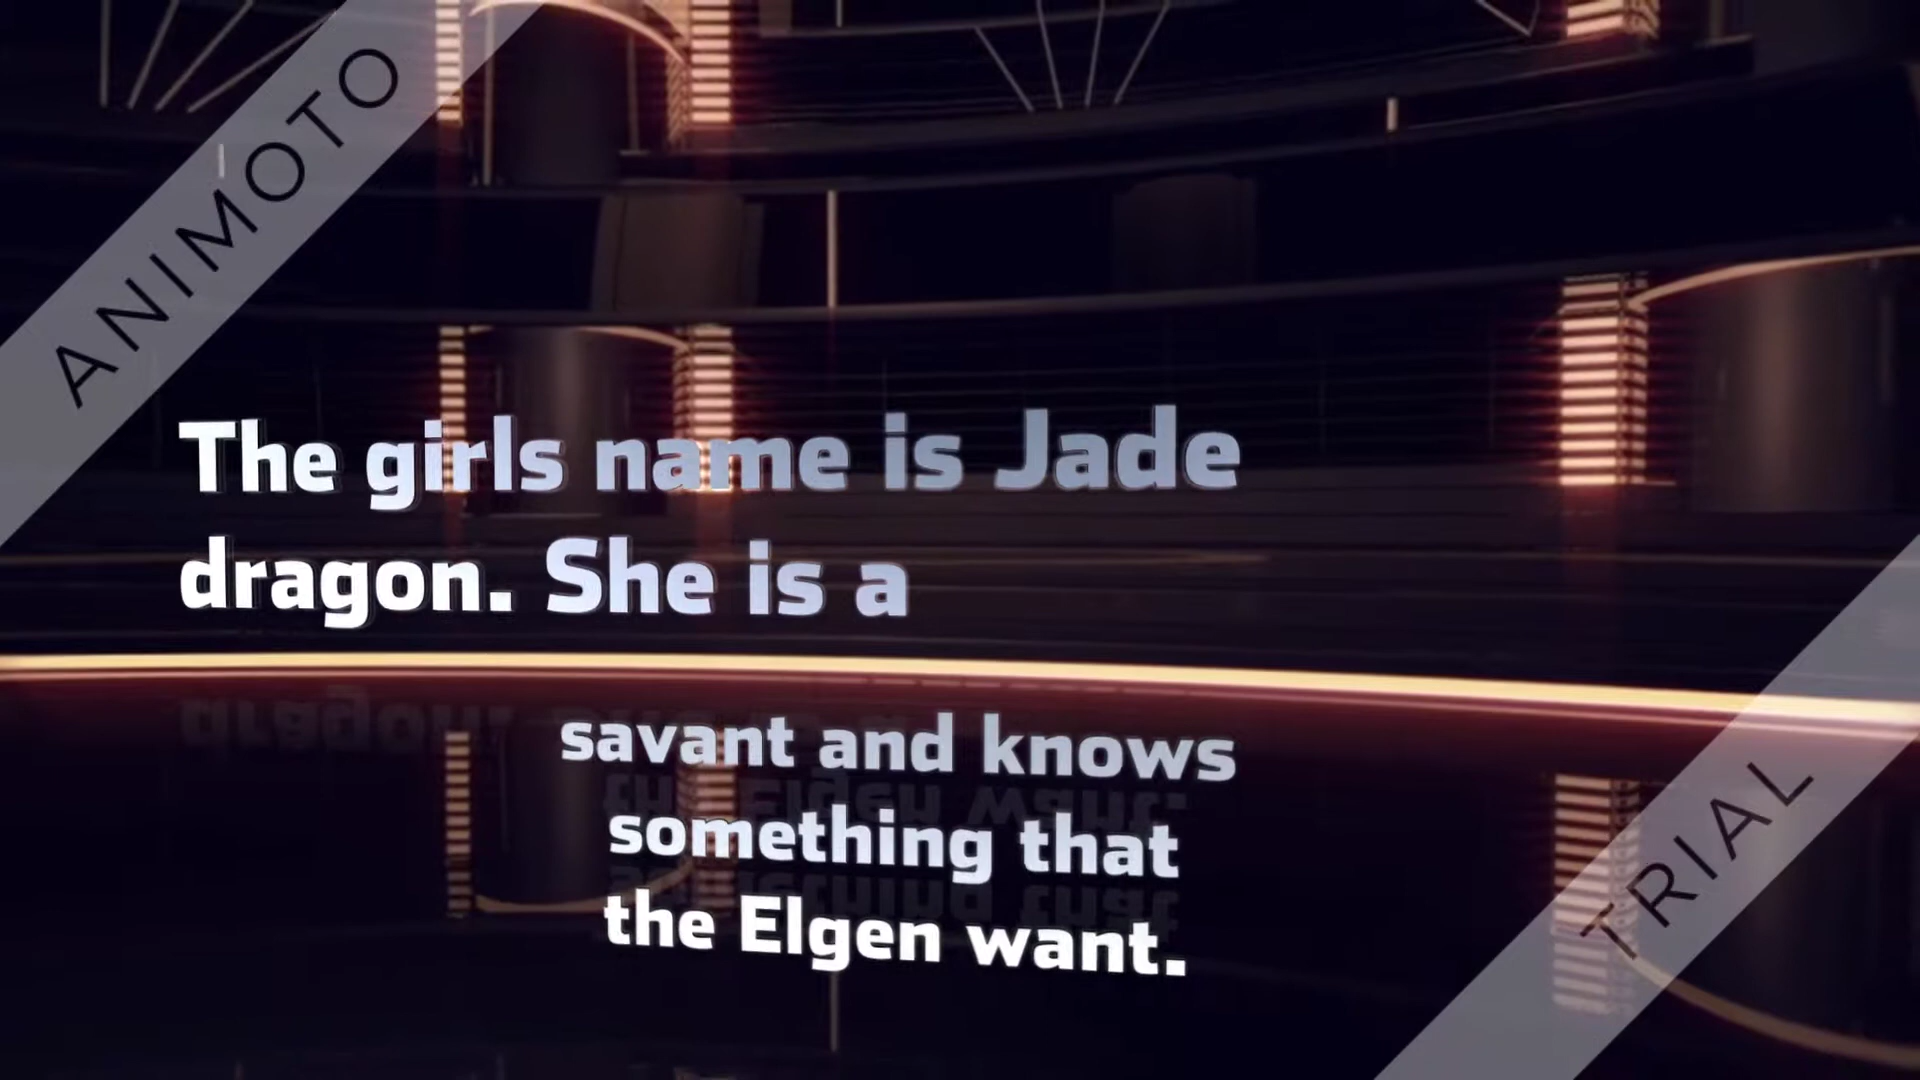 ANIMOTO
The girls name is Jade
dragon. She is a
savant and knows
something that
the Elgen want.
TRIAL